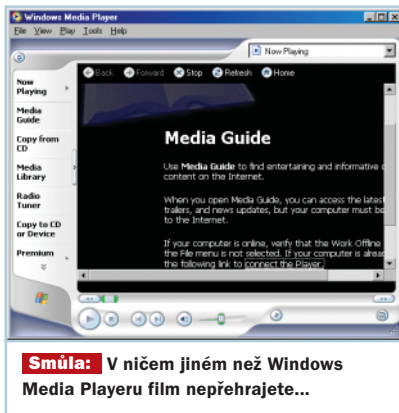 Windows Media Player
File View Play Tools Help
Now Playing
Back Forward Stop Refresh Home
Now
Playing
Media
Guide
Copy from
CD
Media
Library
Radio
Tuner
Copy to CD
or Device
Premium
Media Guide
Use Media Guide to find entertaining and informative
content on the Internet.
When you open Media Guide, you can access the latest
trailers, and news updates, but your computer must be
to the Internet.
If your computer is online, verify that the Work Offline
the File menu is not selected. If your computer is
the following link to connect the Player.
Smůla: V ničem jiném než Windows
Media Playeru film nepřehrajete...